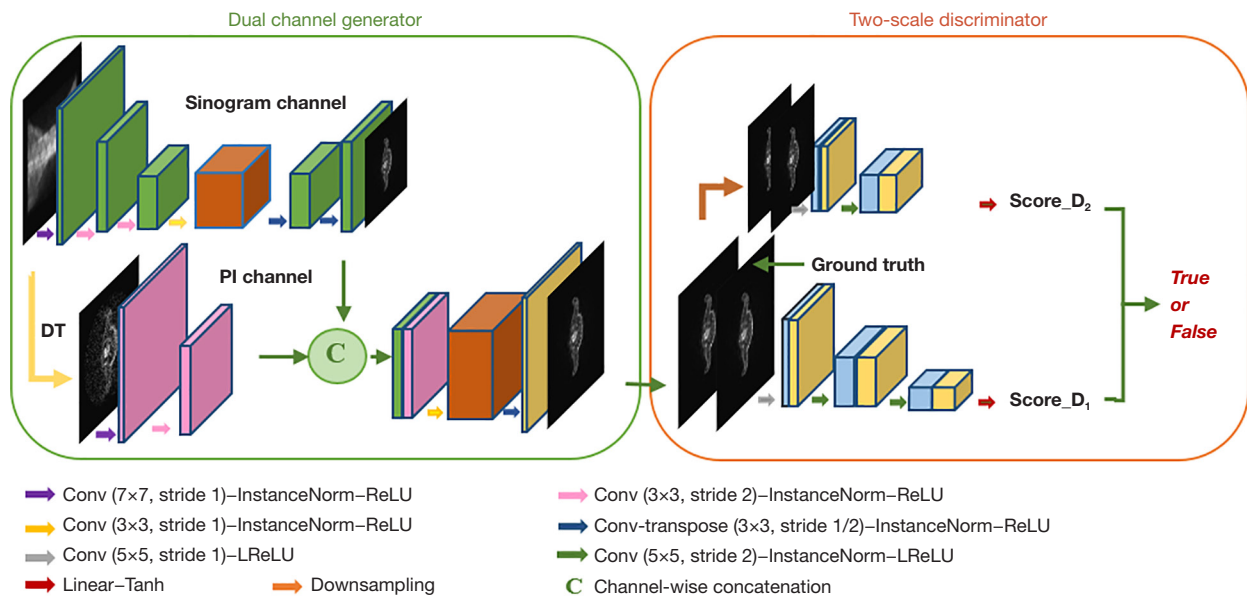 Dual channel generator
Two-scale discriminator
Sinogram channel
Score_D₂
PI channel
Ground truth
True
or
False
DT
C
Score_D₁
Conv (7×7, stride 1)–InstanceNorm–ReLU
Conv (3×3, stride 2)–InstanceNorm–ReLU
Conv (3×3, stride 1)–InstanceNorm–ReLU
Conv-transpose (3×3, stride 1/2)–InstanceNorm–ReLU
Conv (5×5, stride 1)–LReLU
Conv (5×5, stride 2)–InstanceNorm–LReLU
Linear–Tanh
Downsampling
C Channel-wise concatenation